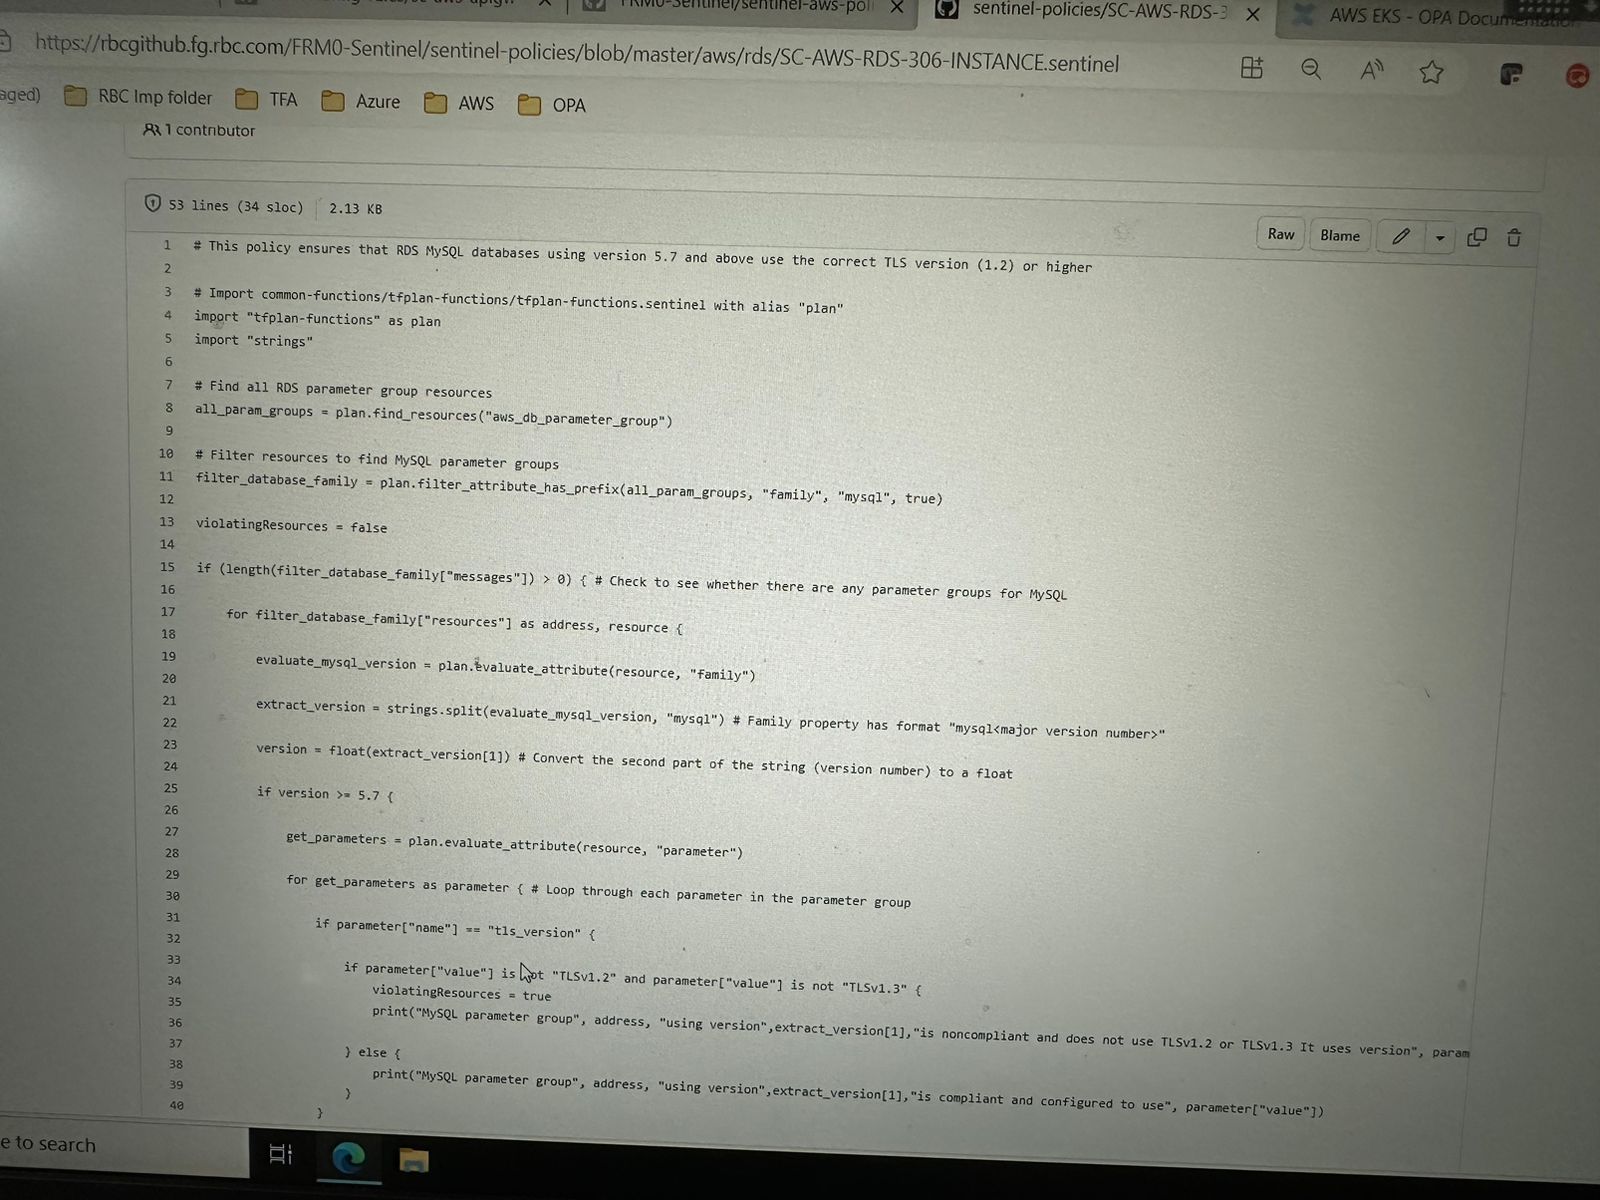 sentinel-policies/SC-AWS-RDS-3
AWS EKS - OPA Documentation
https://rbcgithub.fg.rbc.com/FRM0-Sentinel/sentinel-policies/blob/master/aws/rds/SC-AWS-RDS-306-INSTANCE.sentinel
aged) RBC Imp folder TFA Azure AWS OPA
1 contributor
53 lines (34 sloc) 2.13 KB
Raw Blame
1 # This policy ensures that RDS MySQL databases using version 5.7 and above use the correct TLS version (1.2) or higher
2
3 # Import common-functions/tfplan-functions/tfplan-functions.sentinel with alias "plan"
4 import "tfplan-functions" as plan
5 import "strings"
6
7 # Find all RDS parameter group resources
8 all_param_groups = plan.find_resources("aws_db_parameter_group")
9
10 # Filter resources to find MySQL parameter groups
11 filter_database_family = plan.filter_attribute_has_prefix(all_param_groups, "family", "mysql", true)
12
13 violatingResources = false
14
15 if (length(filter_database_family["messages"]) > 0) { # Check to see whether there are any parameter groups for MySQL
16
17 for filter_database_family["resources"] as address, resource {
18
19 evaluate_mysql_version = plan.evaluate_attribute(resource, "family")
20
21 extract_version = strings.split(evaluate_mysql_version, "mysql") # Family property has format "mysql<major version number>"
22
23 version = float(extract_version[1]) # Convert the second part of the string (version number) to a float
24
25 if version >= 5.7 {
26
27 get_parameters = plan.evaluate_attribute(resource, "parameter")
28
29 for get_parameters as parameter { # Loop through each parameter in the parameter group
30
31 if parameter["name"] == "tls_version" {
32
33 if parameter["value"] is not "TLSv1.2" and parameter["value"] is not "TLSv1.3" {
34 violatingResources = true
35 print("MySQL parameter group", address, "using version",extract_version[1],"is noncompliant and does not use TLSv1.2 or TLSv1.3 It uses version", param
36
37 } else {
38 print("MySQL parameter group", address, "using version",extract_version[1],"is compliant and configured to use", parameter["value"])
39 }
40 }
e to search